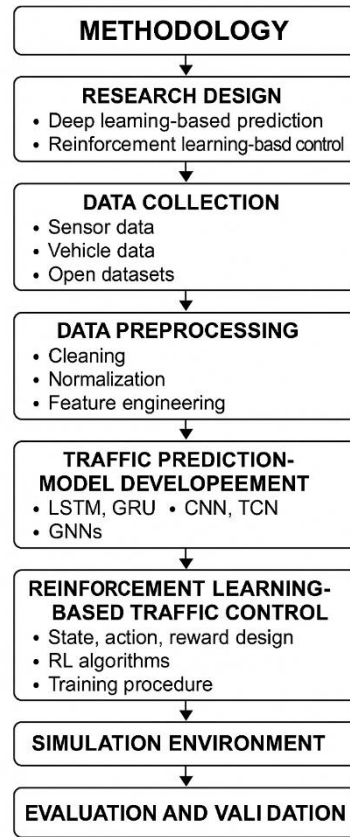 METHODOLOGY
RESEARCH DESIGN
• Deep learning-based prediction
• Reinforcement learning-basd control
DATA COLLECTION
• Sensor data
• Vehicle data
• Open datasets
DATA PREPROCESSING
• Cleaning
• Normalization
• Feature engineering
TRAFFIC PREDICTION-
MODEL DEVELOPEEMENT
• LSTM, GRU • CNN, TCN
• GNNs
REINFORCEMENT LEARNING-
BASED TRAFFIC CONTROL
• State, action, reward design
• RL algorithms
• Training procedure
SIMULATION ENVIRONMENT
EVALUATION AND VALI DATION